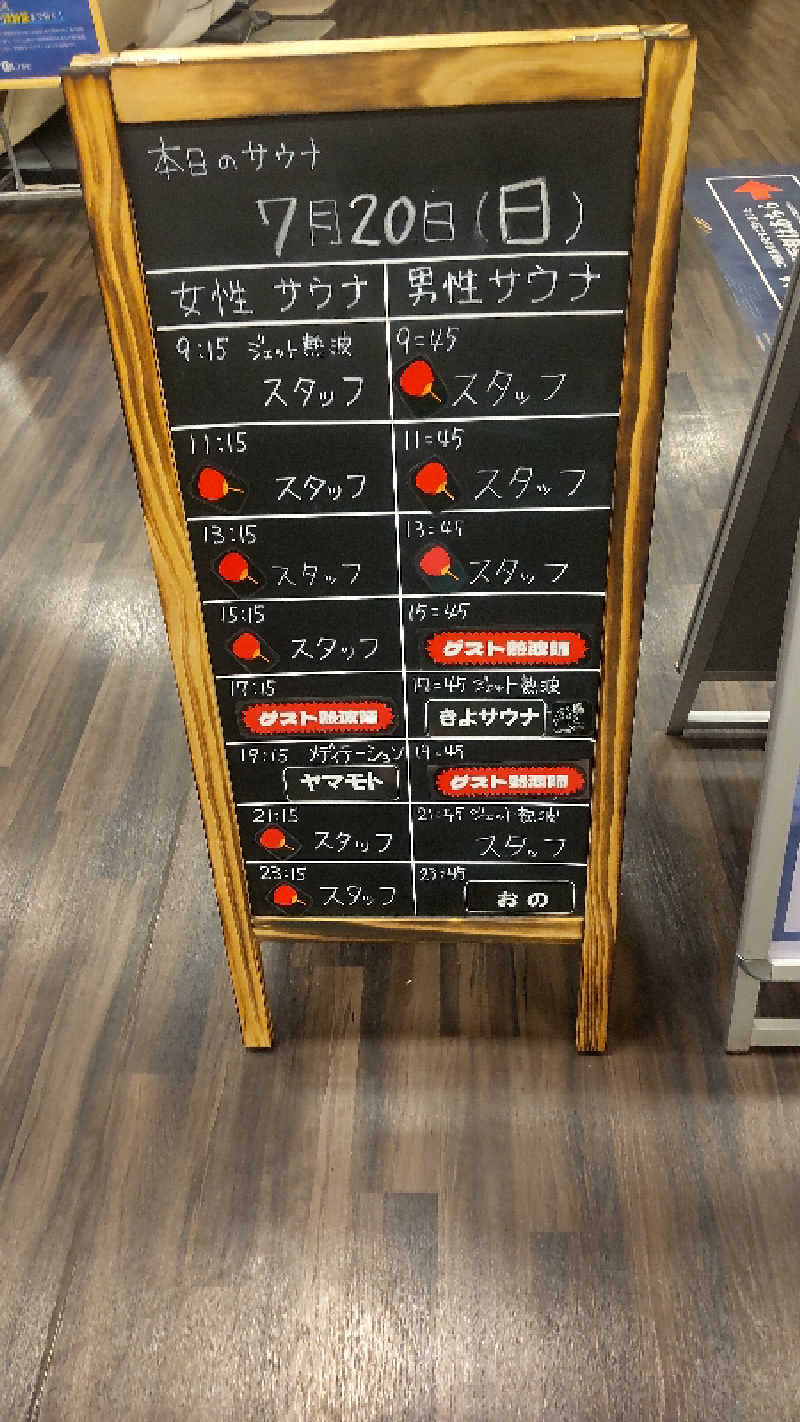 本日のサウナ
7月20日(日)
女性 サウナ
男性サウナ
9:15 ジェット熱波
スタッフ
9:45
スタッフ
11:15
スタッフ
11:45
スタッフ
13:15
スタッフ
13:45
スタッフ
15:15
スタッフ
15:45
ゲスト熱波師
17:15
ゲスト熱波師
17:45 ジェット熱波
きよサウナ
19:15 メディテーション
ヤマモト
19:45
ゲスト熱波師
21:15
スタッフ
21:45 ジェット熱波
スタッフ
23:15
スタッフ
23:45
おの